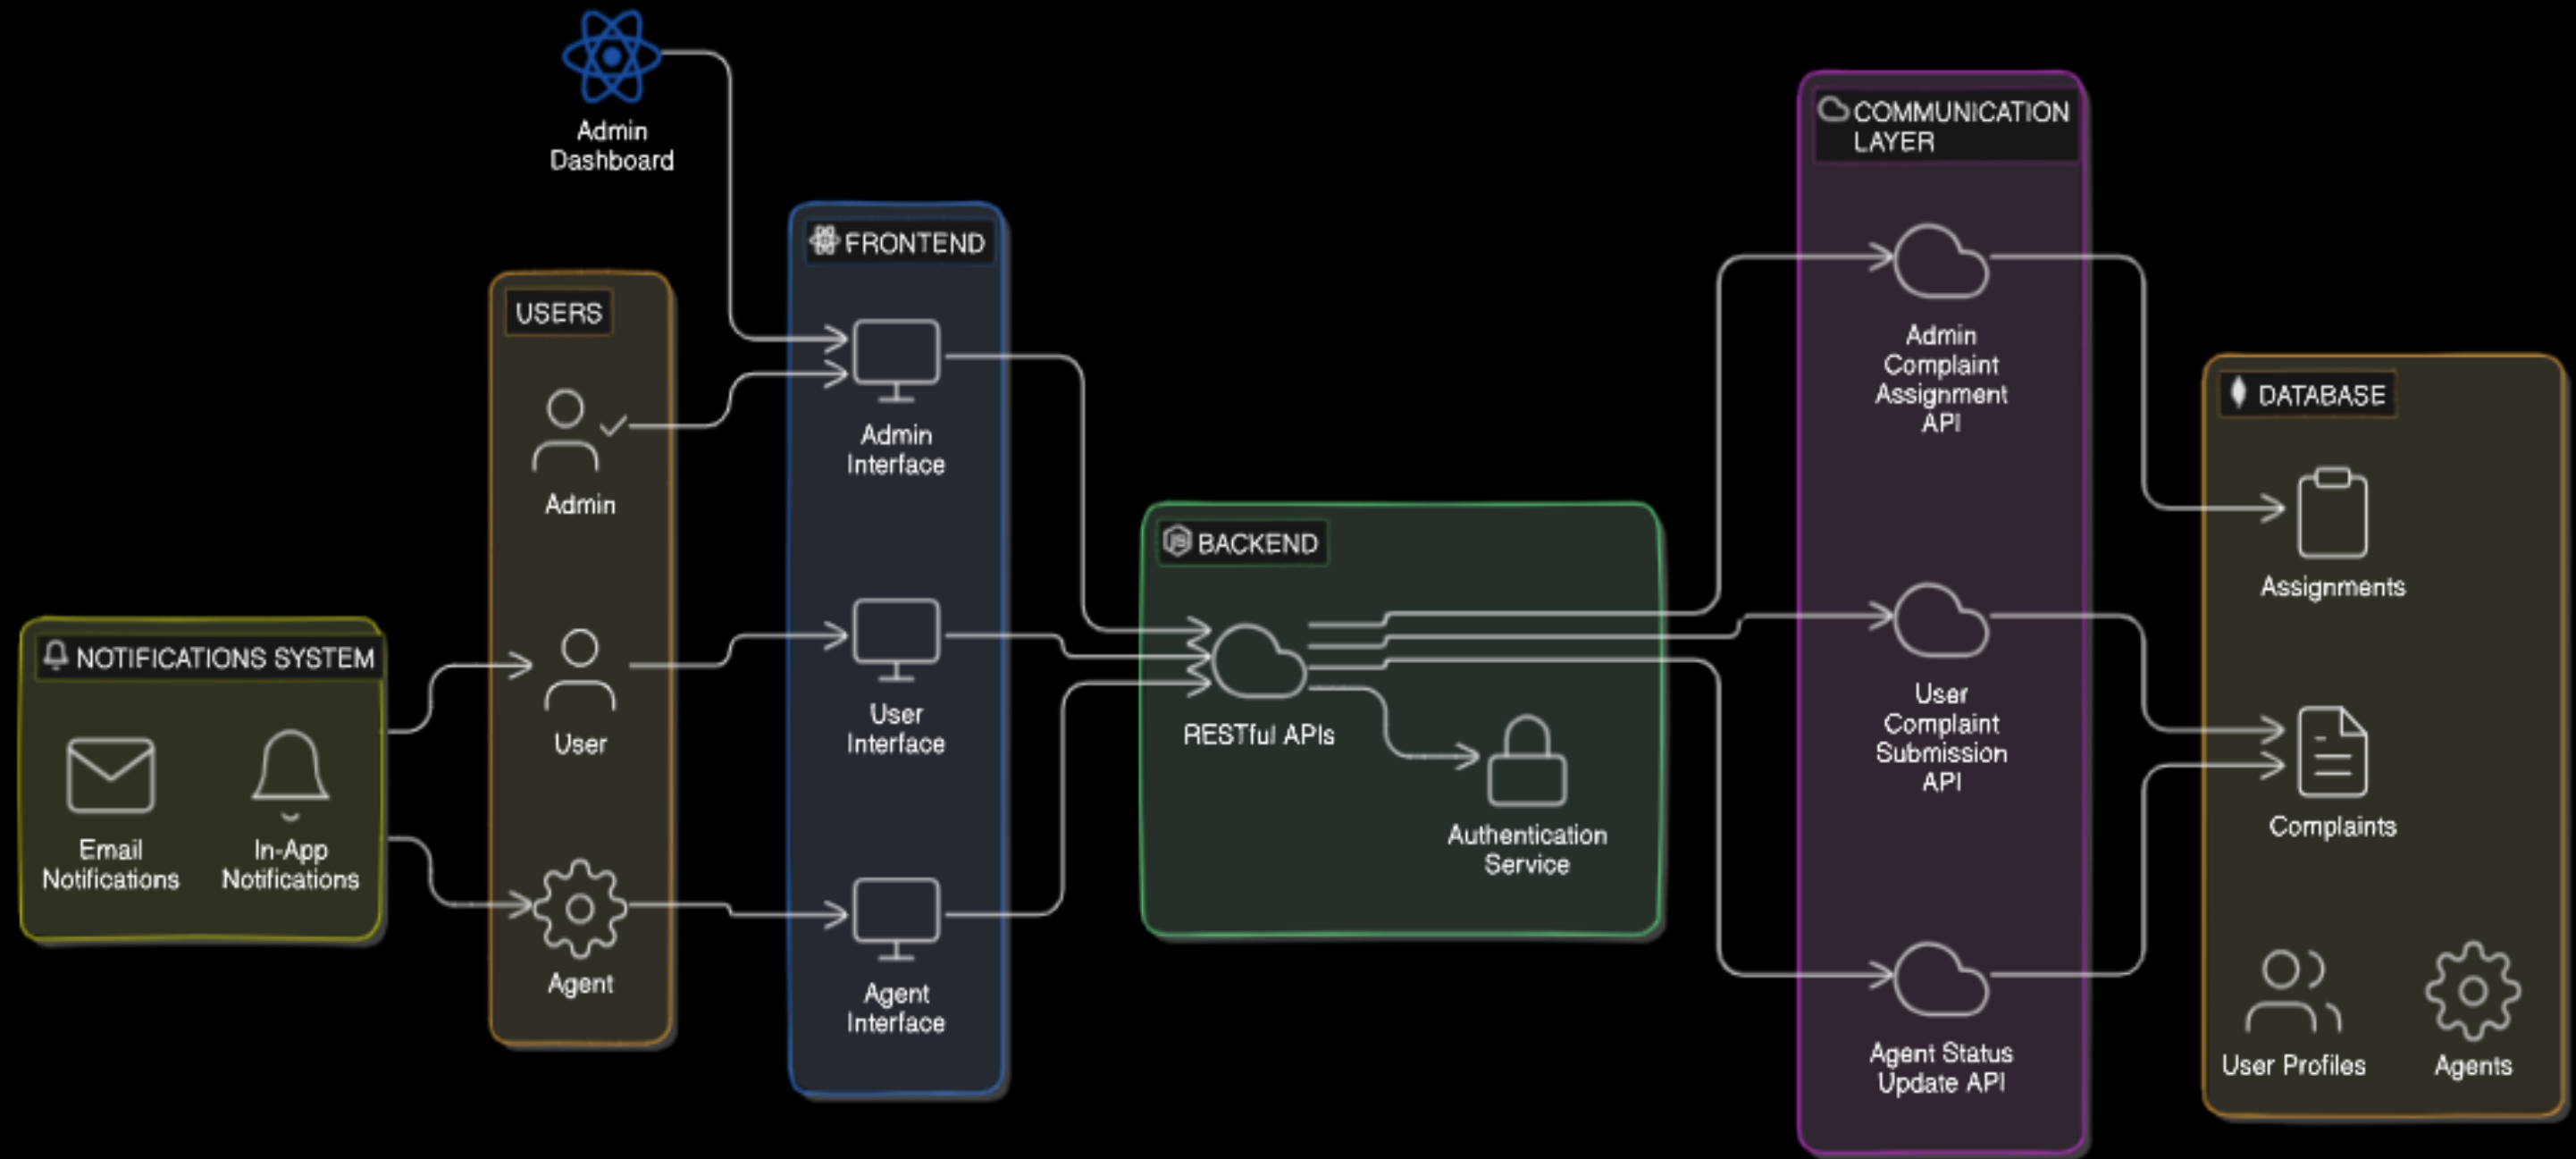 Admin
Dashboard
COMMUNICATION
LAYER
FRONTEND
USERS
Admin
Interface
Admin
Admin
Complaint
Assignment
API
DATABASE
Assignments
BACKEND
NOTIFICATIONS SYSTEM
Email
Notifications
In-App
Notifications
User
User
Interface
RESTful APIs
Authentication
Service
User
Complaint
Submission
API
Complaints
Agent
Agent
Interface
Agent Status
Update API
User Profiles
Agents